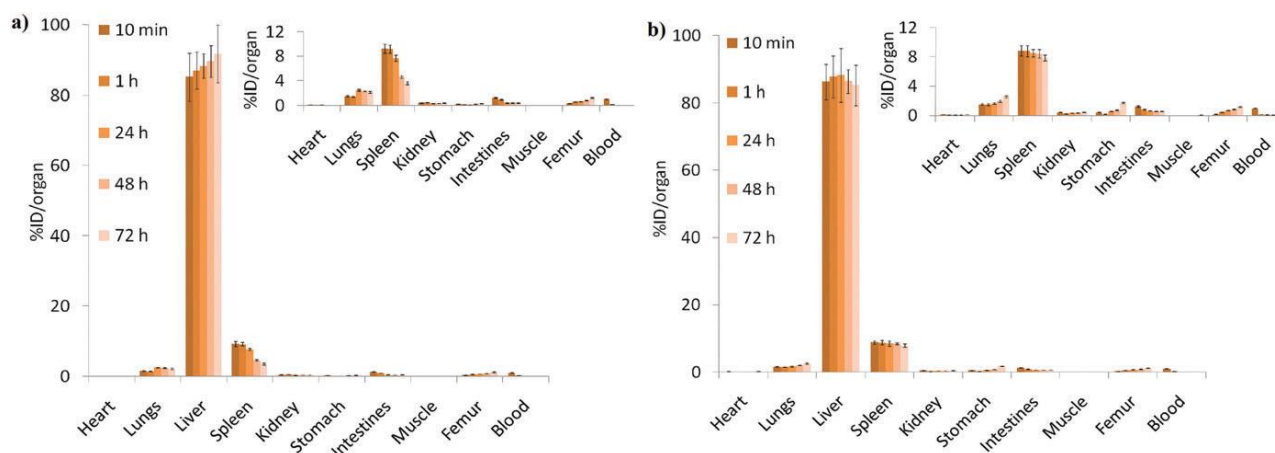 a)
%ID/organ
100
80
60
40
20
0
10 min
1 h
24 h
48 h
72 h
Heart
Lungs
Liver
Spleen
Kidney
Stomach
Intestines
Muscle
Femur
Blood
%ID/organ
12
8
4
0
Heart
Lungs
Spleen
Kidney
Stomach
Intestines
Muscle
Femur
Blood
b)
%ID/organ
100
80
60
40
20
0
10 min
1 h
24 h
48 h
72 h
Heart
Lungs
Liver
Spleen
Kidney
Stomach
Intestines
Muscle
Femur
Blood
%ID/organ
12
8
4
0
Heart
Lungs
Spleen
Kidney
Stomach
Intestines
Muscle
Femur
Blood